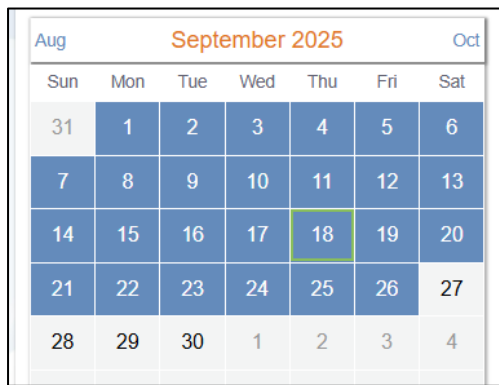 Aug September 2025 Oct
Sun Mon Tue Wed Thu Fri Sat
31 1 2 3 4 5 6
7 8 9 10 11 12 13
14 15 16 17 18 19 20
21 22 23 24 25 26 27
28 29 30 1 2 3 4